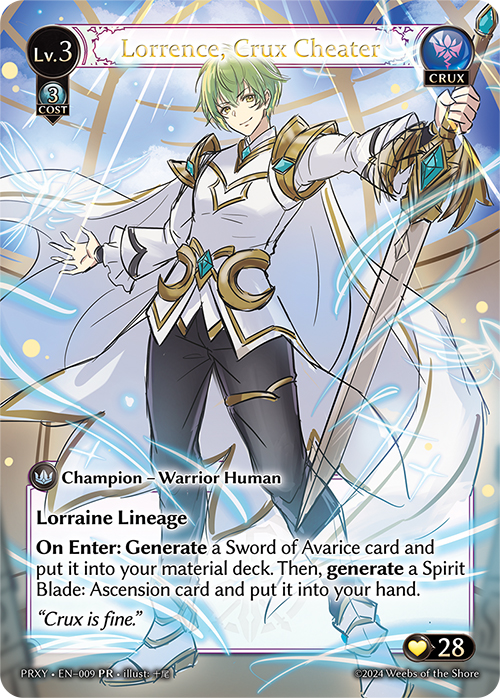 Lv.3
Lorrence, Crux Cheater
CRUX
3
COST
Champion – Warrior Human
Lorraine Lineage
On Enter: Generate a Sword of Avarice card and
put it into your material deck. Then, generate a Spirit
Blade: Ascension card and put it into your hand.
“Crux is fine.”
28
PRXY • EN–009 PR • illust: 十尾
©2024 Weebs of the Shore